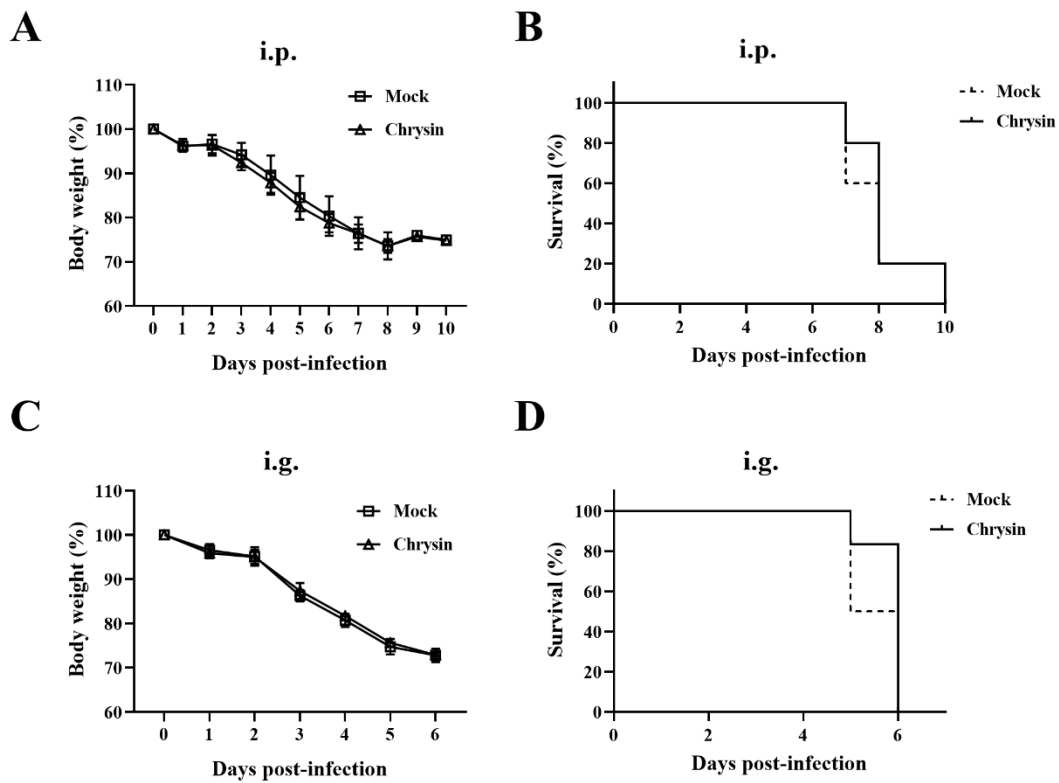 A
i.p.
Body weight (%)
110
100
90
80
70
60
0 1 2 3 4 5 6 7 8 9 10
Days post-infection
Mock
Chrysin
B
i.p.
Survival (%)
100
80
60
40
20
0
0 2 4 6 8 10
Days post-infection
Mock
Chrysin
C
i.g.
Body weight (%)
110
100
90
80
70
60
0 1 2 3 4 5 6
Days post-infection
Mock
Chrysin
D
i.g.
Survival (%)
100
80
60
40
20
0
0 2 4 6
Days post-infection
Mock
Chrysin